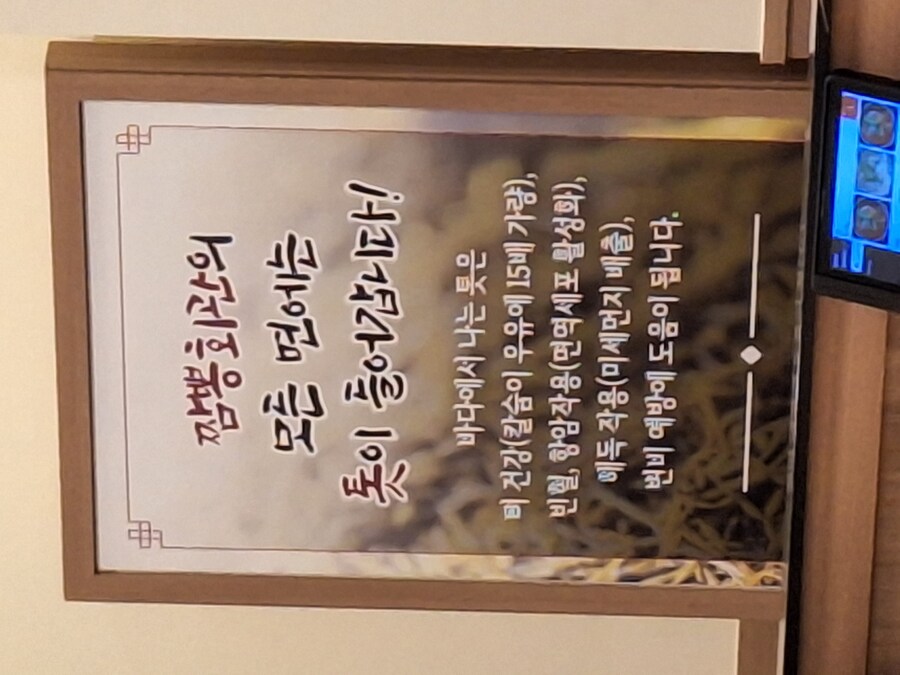 짬뽕회관의
모든 면에는
톳이 들어갑니다!
바다에서 나는 톳은
뼈 건강(칼슘이 우유에 15배 가량),
빈혈, 항암작용(면역세포 활성화),
해독 작용(미세먼지 배출),
변비 예방에 도움이 됩니다.